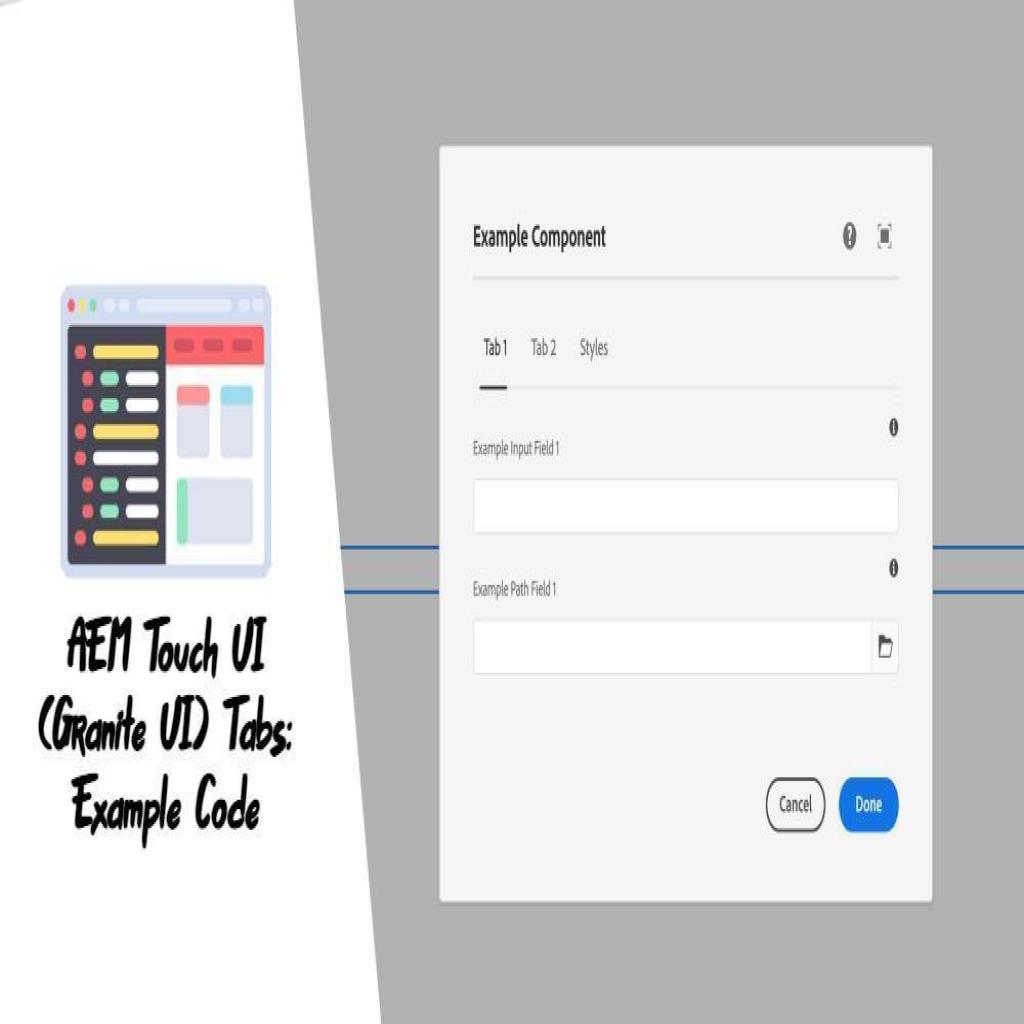 AEM Touch UI
(Granite UI) Tabs:
Example Code
Example Component
Tab 1 Tab 2 Styles
Example Input Field 1
Example Path Field 1
Cancel Done